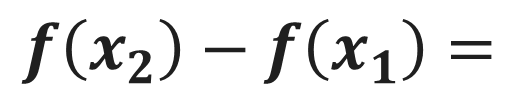 f(x₂) − f(x₁) =